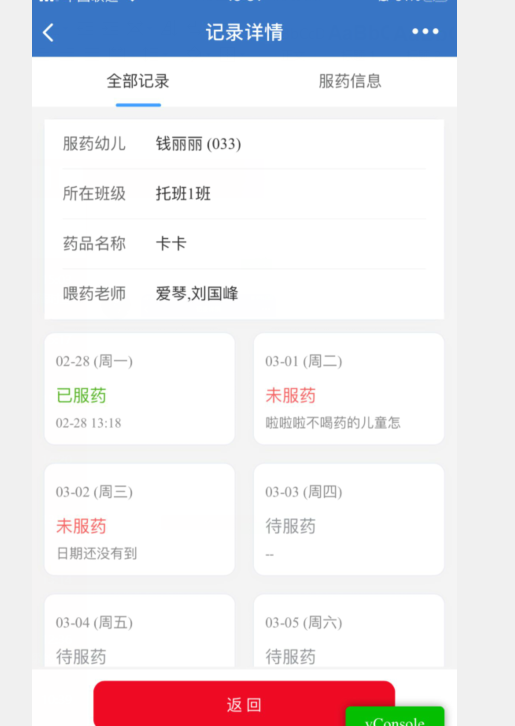 记录详情
全部记录
服药信息
服药幼儿 钱丽丽 (033)
所在班级 托班1班
药品名称 卡卡
喂药老师 爱琴,刘国峰
02-28 (周一)
已服药
02-28 13:18
03-01 (周二)
未服药
啦啦啦不喝药的儿童怎
03-02 (周三)
未服药
日期还没有到
03-03 (周四)
待服药
--
03-04 (周五)
待服药
03-05 (周六)
待服药
返 回
vConsole